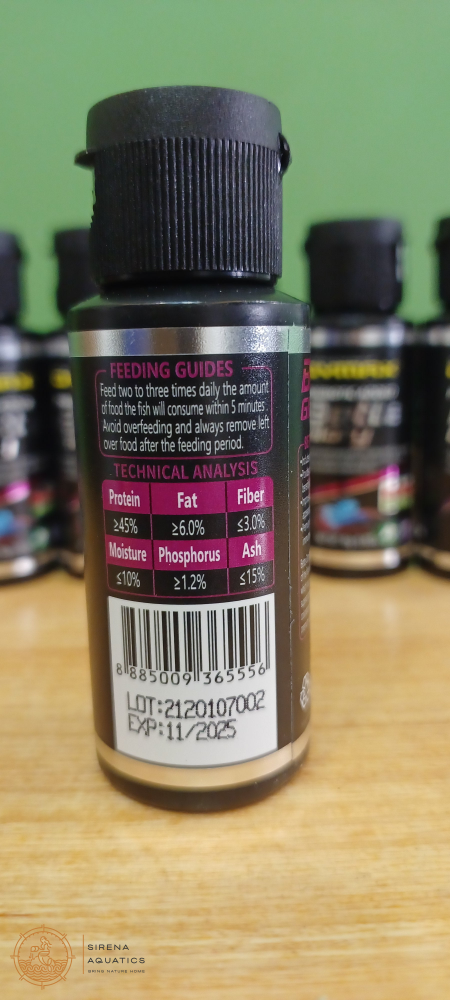 FEEDING GUIDES
Feed two to three times daily the amount
of food the fish will consume within 5 minutes
Avoid overfeeding and always remove left
over food after the feeding period.
TECHNICAL ANALYSIS
Protein Fat Fiber
≥45% ≥6.0% ≤3.0%
Moisture Phosphorus Ash
≤10% ≥1.2% ≤15%
8 885009 365556
LOT:2120107002
EXP:11/2025
SIRENA
AQUATICS
BRING NATURE HOME